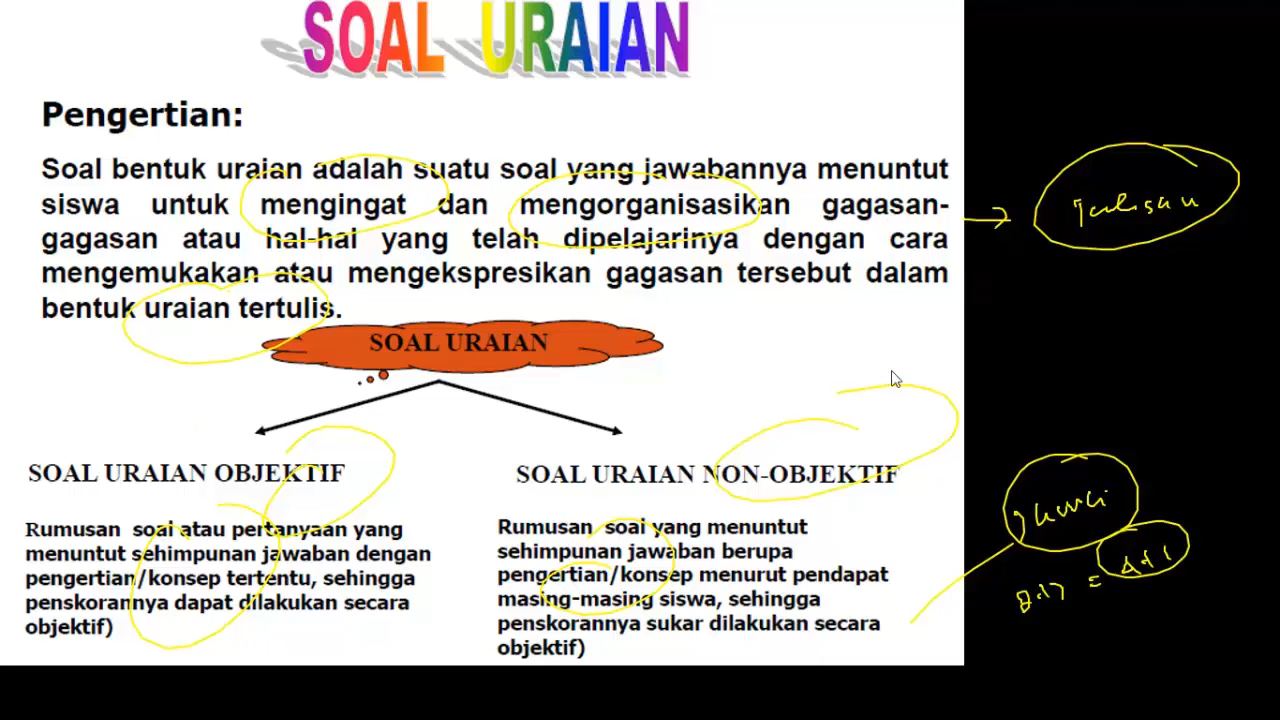 SOAL URAIAN
Pengertian:
Soal bentuk uraian adalah suatu soal yang jawabannya menuntut
siswa untuk mengingat dan mengorganisasikan gagasan-
gagasan atau hal-hal yang telah dipelajarinya dengan cara
mengemukakan atau mengekspresikan gagasan tersebut dalam
bentuk uraian tertulis.
SOAL URAIAN
SOAL URAIAN OBJEKTIF
Rumusan soal atau pertanyaan yang
menuntut sehimpunan jawaban dengan
pengertian/konsep tertentu, sehingga
penskorannya dapat dilakukan secara
objektif)
SOAL URAIAN NON-OBJEKTIF
Rumusan soal yang menuntut
sehimpunan jawaban berupa
pengertian/konsep menurut pendapat
masing-masing siswa, sehingga
penskorannya sukar dilakukan secara
objektif)